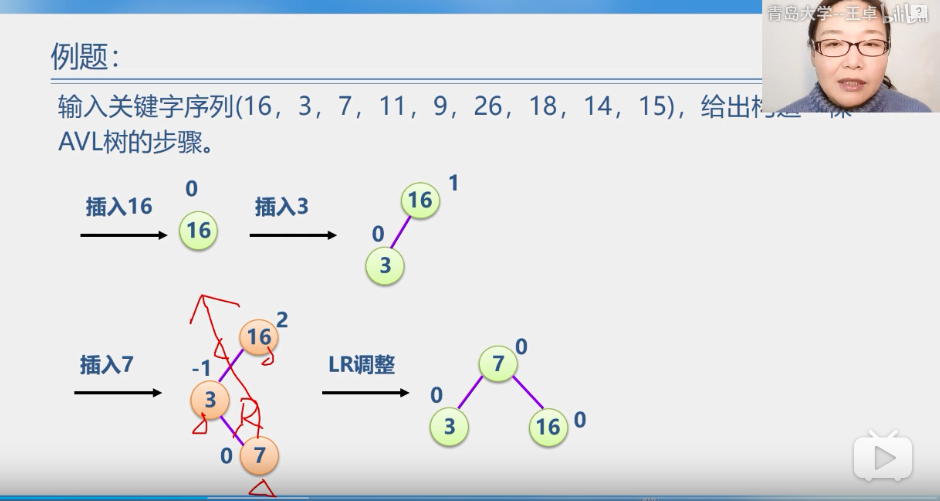 青岛大学-王卓 bilibili
例题：
输入关键字序列(16，3，7，11，9，26，18，14，15)，给出构造一棵
AVL树的步骤。
插入16
0
16
插入3
16
1
0
3
插入7
16
2
-1
3
R
0
7
LR调整
7
0
0
3
16
0